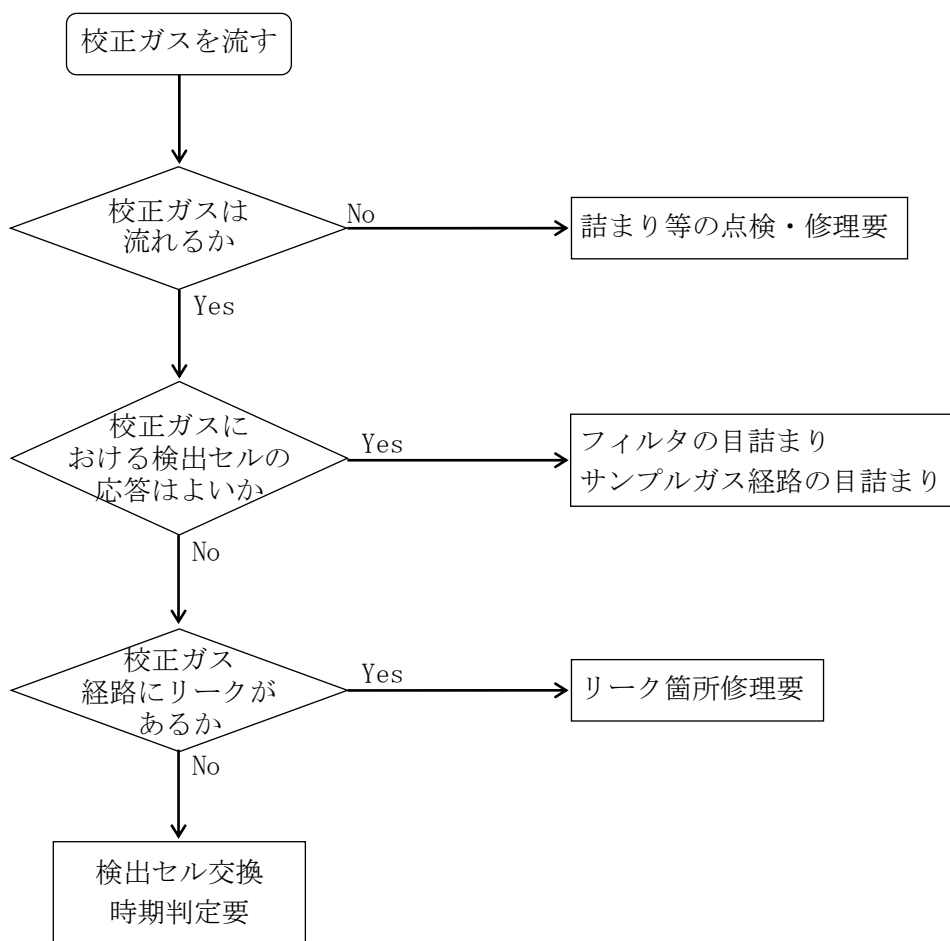 校正ガスを流す
校正ガスは
流れるか
No
詰まり等の点検・修理要
Yes
校正ガスに
おける検出セルの
応答はよいか
Yes
フィルタの目詰まり
サンプルガス経路の目詰まり
No
校正ガス
経路にリークが
あるか
Yes
リーク箇所修理要
No
検出セル交換
時期判定要